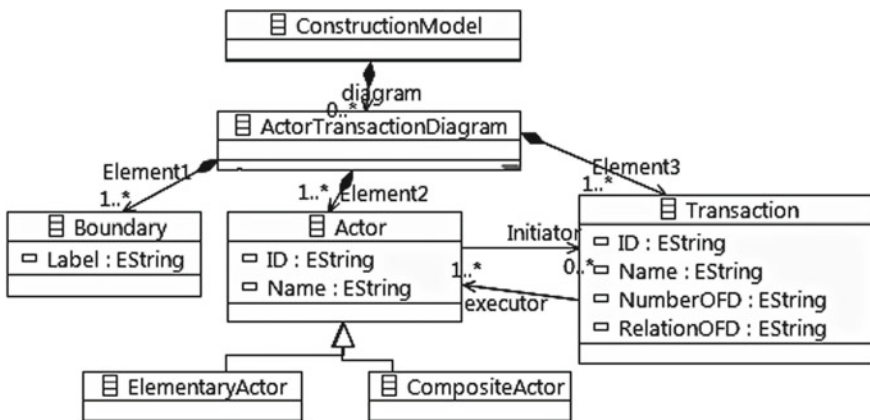 ConstructionModel
diagram
0..*
ActorTransactionDiagram
Element1
1..*
1..*
Element2
Element3
1..*
Boundary
Label : EString
Actor
ID : EString
Name : EString
Initiator
0..*
1..*
executor
Transaction
ID : EString
Name : EString
NumberOFD : EString
RelationOFD : EString
ElementaryActor
CompositeActor